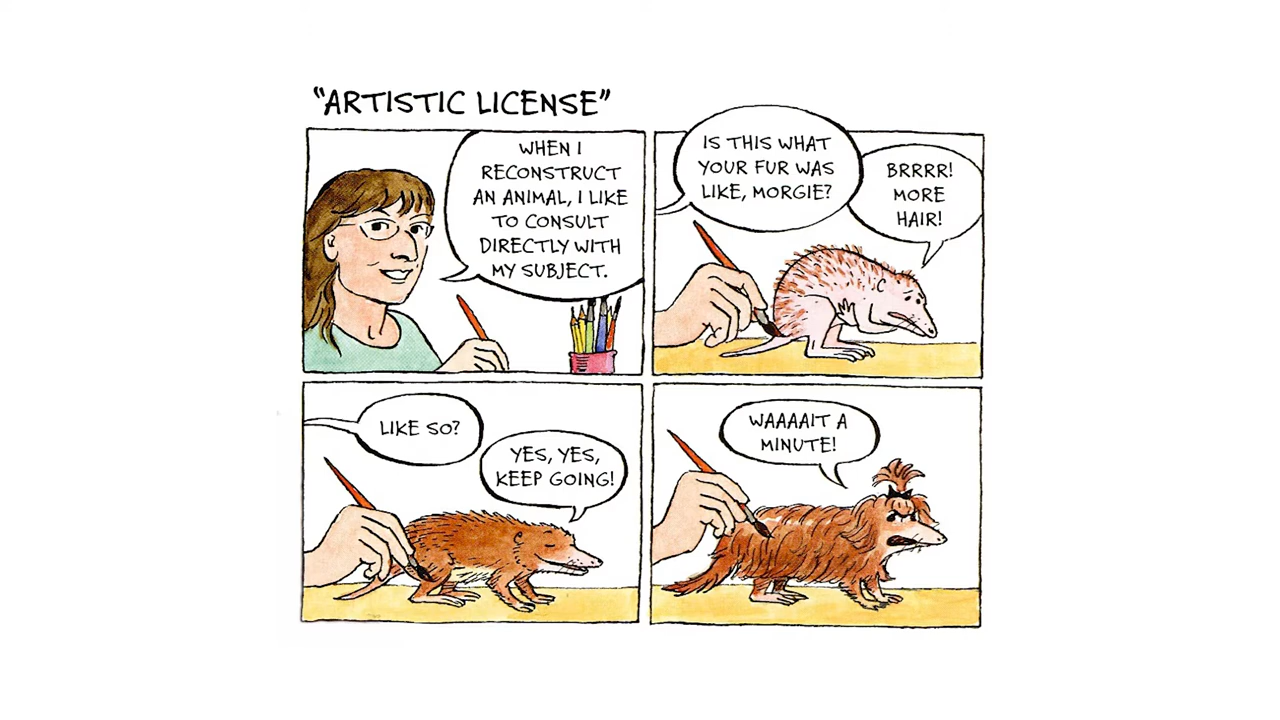 "ARTISTIC LICENSE"
WHEN I
RECONSTRUCT
AN ANIMAL, I LIKE
TO CONSULT
DIRECTLY WITH
MY SUBJECT.
IS THIS WHAT
YOUR FUR WAS
LIKE, MORGIE?
BRRRR!
MORE
HAIR!
LIKE SO?
YES, YES,
KEEP GOING!
WAAAAIT A
MINUTE!